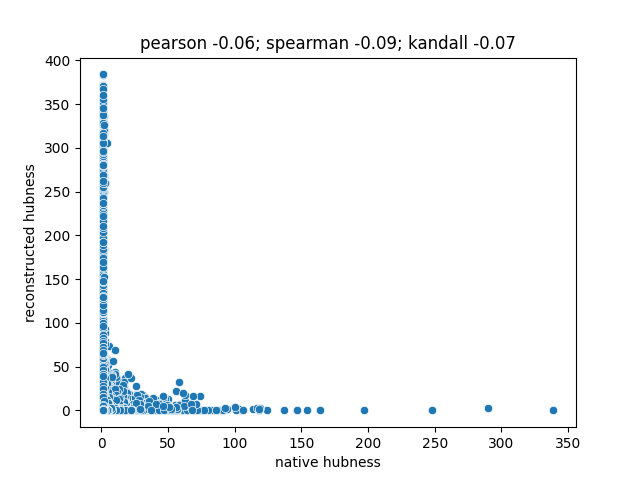 pearson -0.06; spearman -0.09; kandall -0.07
400
350
300
250
200
150
100
50
0
reconstructed hubness
0 50 100 150 200 250 300 350
native hubness